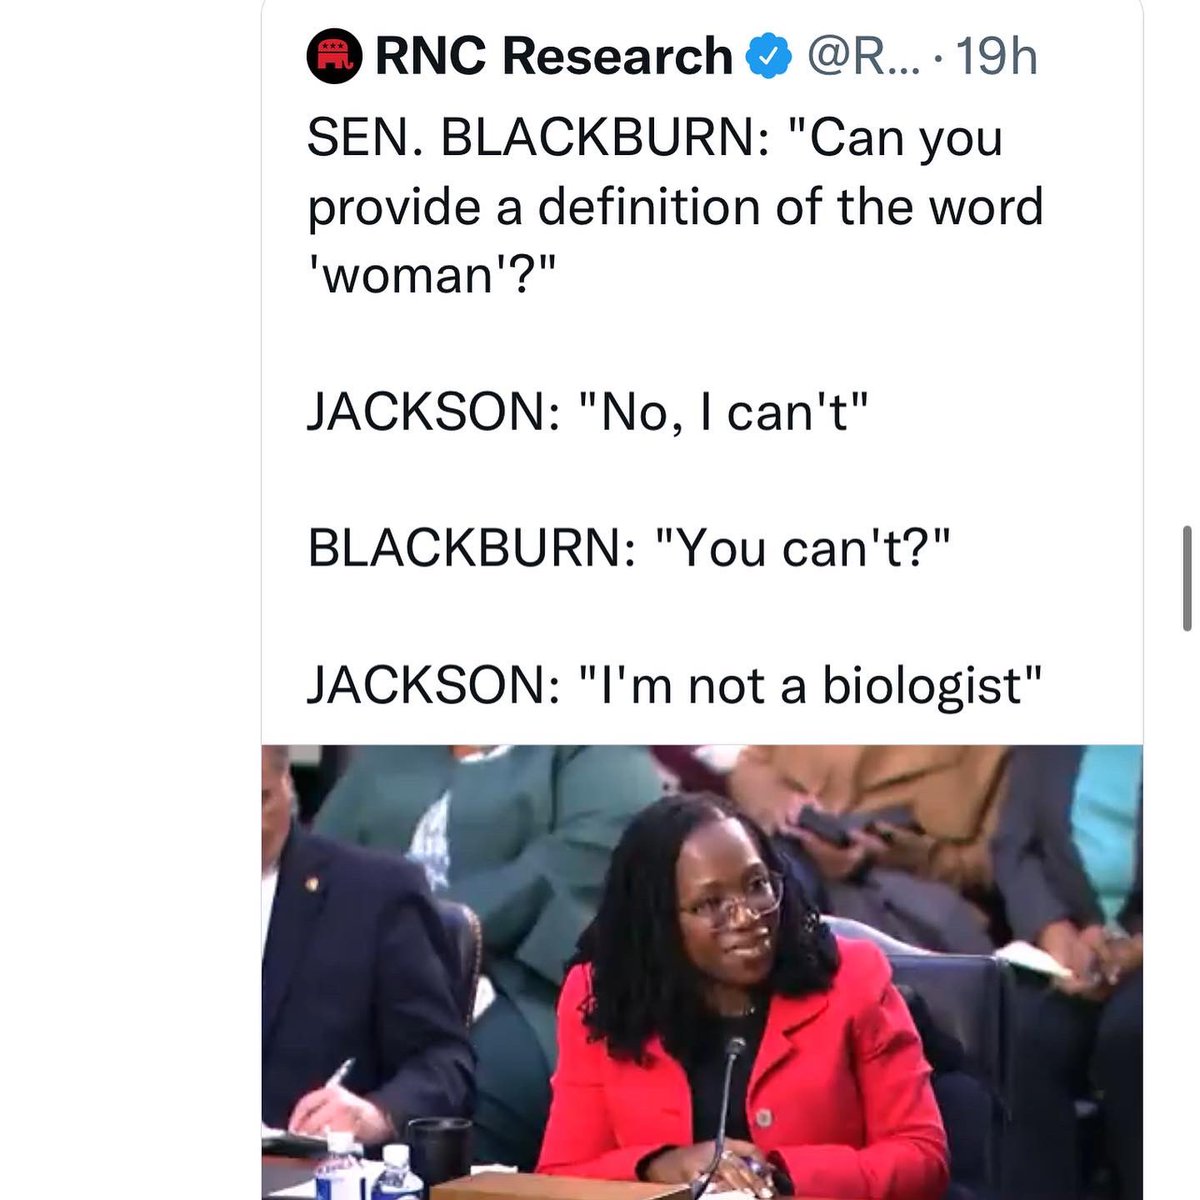 RNC Research @R... · 19h
SEN. BLACKBURN: "Can you
provide a definition of the word
'woman'?"
JACKSON: "No, I can't"
BLACKBURN: "You can't?"
JACKSON: "I'm not a biologist"